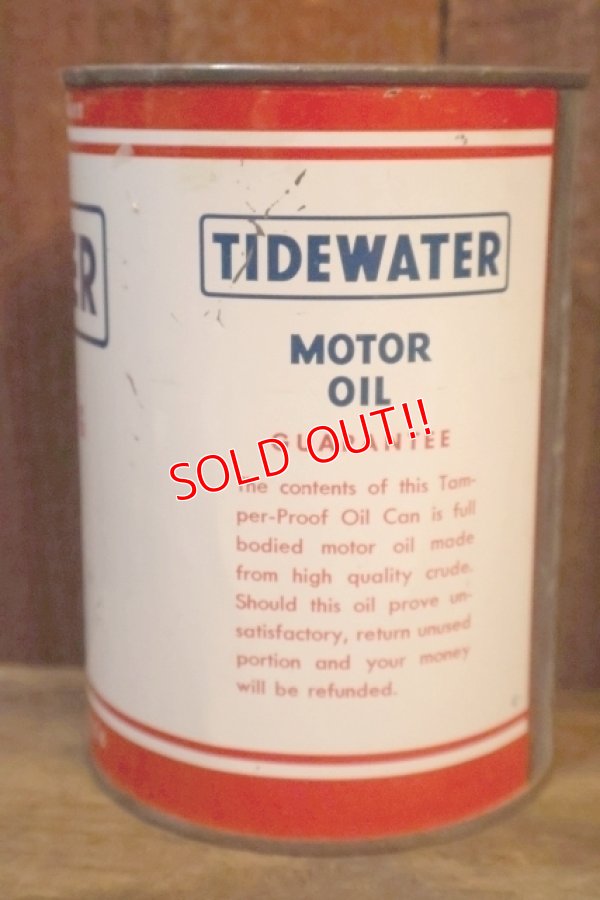 ER
TIDEWATER
MOTOR
OIL
GUARANTEE
SOLD OUT!!
The contents of this Tam-
per-Proof Oil Can is full
bodied motor oil made
from high quality crude.
Should this oil prove un-
satisfactory, return unused
portion and your money
will be refunded.